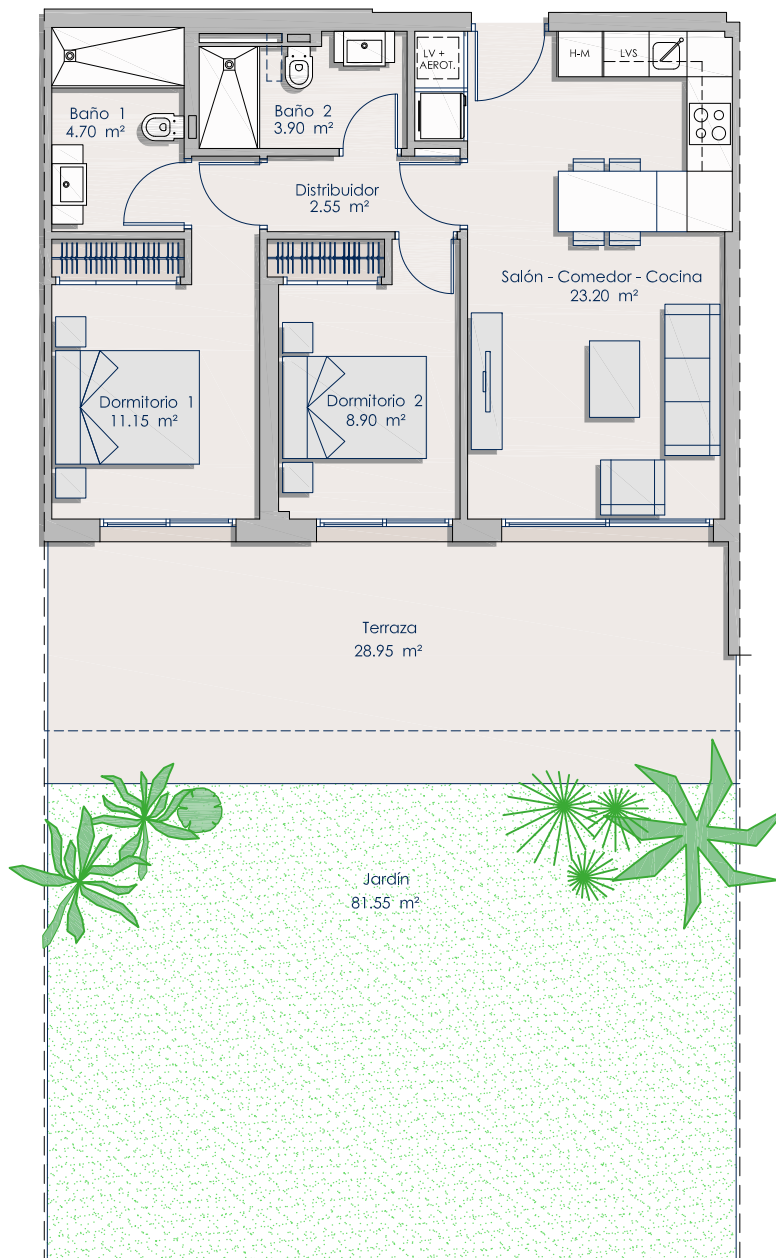 Baño 1
4.70 m²
Baño 2
3.90 m²
LV +
AEROT.
H-M
LVS
Distribuidor
2.55 m²
Salón - Comedor - Cocina
23.20 m²
Dormitorio 1
11.15 m²
Dormitorio 2
8.90 m²
Terraza
28.95 m²
Jardín
81.55 m²